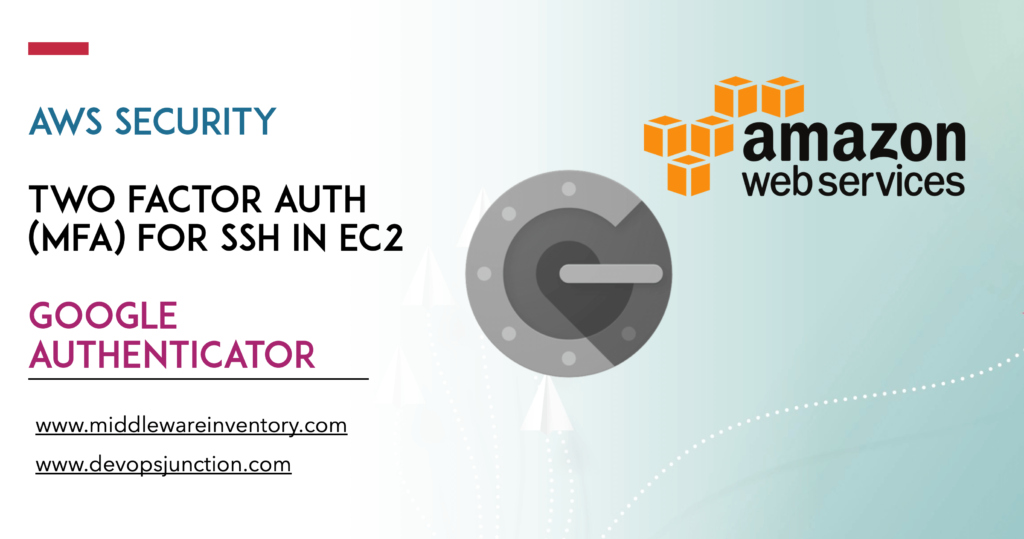 AWS SECURITY
TWO FACTOR AUTH
(MFA) FOR SSH IN EC2
GOOGLE
AUTHENTICATOR
www.middlewareinventory.com
www.devopsjunction.com
amazon
web services